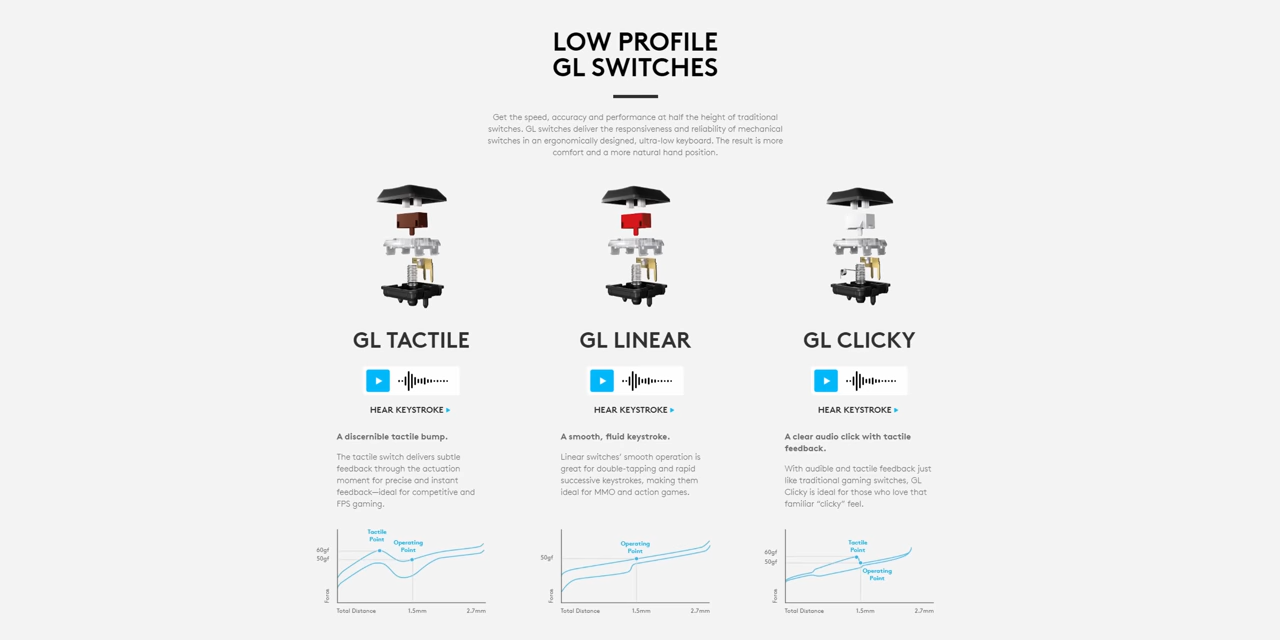 LOW PROFILE
GL SWITCHES
Get the speed, accuracy and performance at half the height of traditional
switches. GL switches deliver the responsiveness and reliability of mechanical
switches in an ergonomically designed, ultra-low keyboard. The result is more
comfort and a more natural hand position.
GL TACTILE
HEAR KEYSTROKE
A discernible tactile bump.
The tactile switch delivers subtle
feedback through the actuation
moment for precise and instant
feedback—ideal for competitive and
FPS gaming.
Tactile
Point
Operating
Point
60gf
50gf
Force
Total Distance
1.5mm
2.7mm
GL LINEAR
HEAR KEYSTROKE
A smooth, fluid keystroke.
Linear switches' smooth operation is
great for double-tapping and rapid
successive keystrokes, making them
ideal for MMO and action games.
Operating
Point
50gf
Force
Total Distance
1.5mm
2.7mm
GL CLICKY
HEAR KEYSTROKE
A clear audio click with tactile
feedback.
With audible and tactile feedback just
like traditional gaming switches, GL
Clicky is ideal for those who love that
familiar “clicky” feel.
Tactile
Point
60gf
50gf
Operating
Point
Force
Total Distance
1.5mm
2.7mm